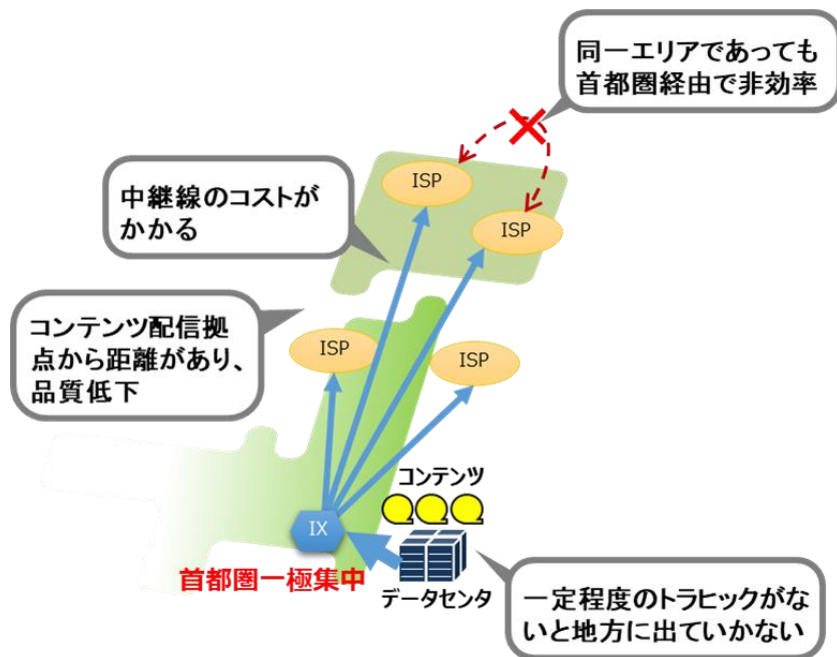 同一エリアであっても
首都圏経由で非効率
ISP
中継線のコストが
かかる
ISP
コンテンツ配信拠
点から距離があり、
品質低下
ISP
ISP
コンテンツ
IX
首都圏一極集中
データセンタ
一定程度のトラヒックがな
いと地方に出ていかない